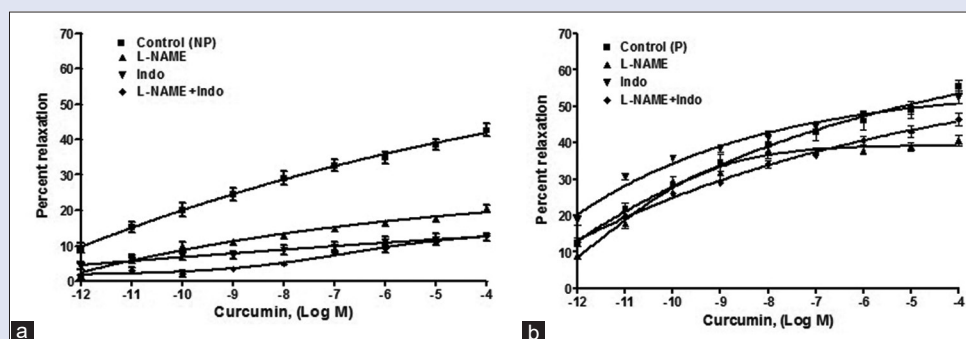 70
60
50
40
30
20
10
0
Percent relaxation
Control (NP)
L-NAME
Indo
L-NAME+Indo
-12 -11 -10 -9 -8 -7 -6 -5 -4
Curcumin, (Log M)
a
70
60
50
40
30
20
10
0
Percent relaxation
Control (P)
L-NAME
Indo
L-NAME+Indo
-12 -11 -10 -9 -8 -7 -6 -5 -4
Curcumin, (Log M)
b